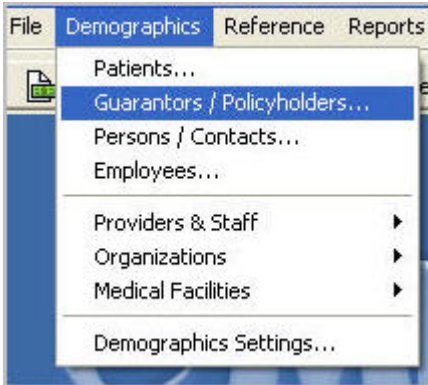 File Demographics Reference Reports
Patients...
Guarantors / Policyholders...
Persons / Contacts...
Employees...
Providers & Staff
Organizations
Medical Facilities
Demographics Settings...